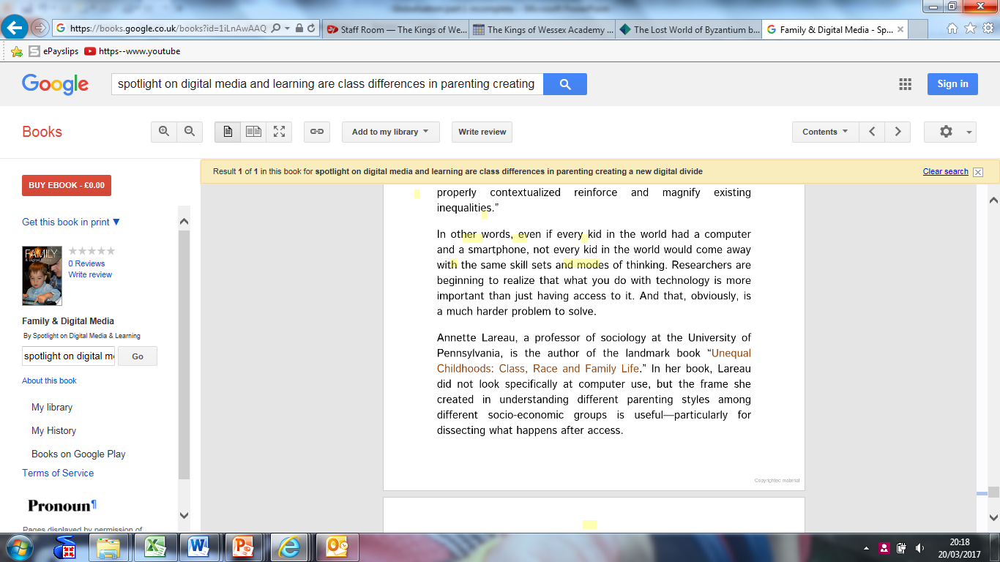 Globalisation part 1 incomplete - Microsoft PowerPoint
https://books.google.co.uk/books?id=1iLnAwAAQ
Staff Room — The Kings of We...
The Kings of Wessex Academy ...
The Lost World of Byzantium b...
Family & Digital Media - Sp...
ePayslips
https--www.youtube
Google
spotlight on digital media and learning are class differences in parenting creating
Sign in
Books
Add to my library
Write review
Contents
Result 1 of 1 in this book for spotlight on digital media and learning are class differences in parenting creating a new digital divide
Clear search
BUY EBOOK - £0.00
Get this book in print ▼
FAMILY
0 Reviews
Write review
Family & Digital Media
By Spotlight on Digital Media & Learning
spotlight on digital m
Go
About this book
My library
My History
Books on Google Play
Terms of Service
Pronoun¶
Pages displayed by permission of
properly contextualized reinforce and magnify existing
inequalities.”
In other words, even if every kid in the world had a computer
and a smartphone, not every kid in the world would come away
with the same skill sets and modes of thinking. Researchers are
beginning to realize that what you do with technology is more
important than just having access to it. And that, obviously, is
a much harder problem to solve.
Annette Lareau, a professor of sociology at the University of
Pennsylvania, is the author of the landmark book “Unequal
Childhoods: Class, Race and Family Life.” In her book, Lareau
did not look specifically at computer use, but the frame she
created in understanding different parenting styles among
different socio-economic groups is useful—particularly for
dissecting what happens after access.
Copyrighted material
20:18
20/03/2017